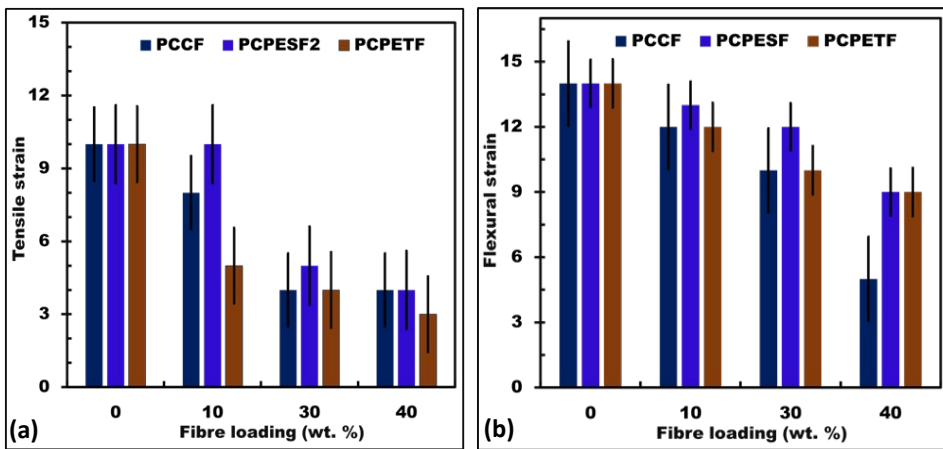 15
12
9
6
3
0
Tensile strain
PCCF PCPESF2 PCPETF
0 10 30 40
Fibre loading (wt. %)
(a)
15
12
9
6
3
0
Flexural strain
PCCF PCPESF PCPETF
0 10 30 40
Fibre loading (wt. %)
(b)